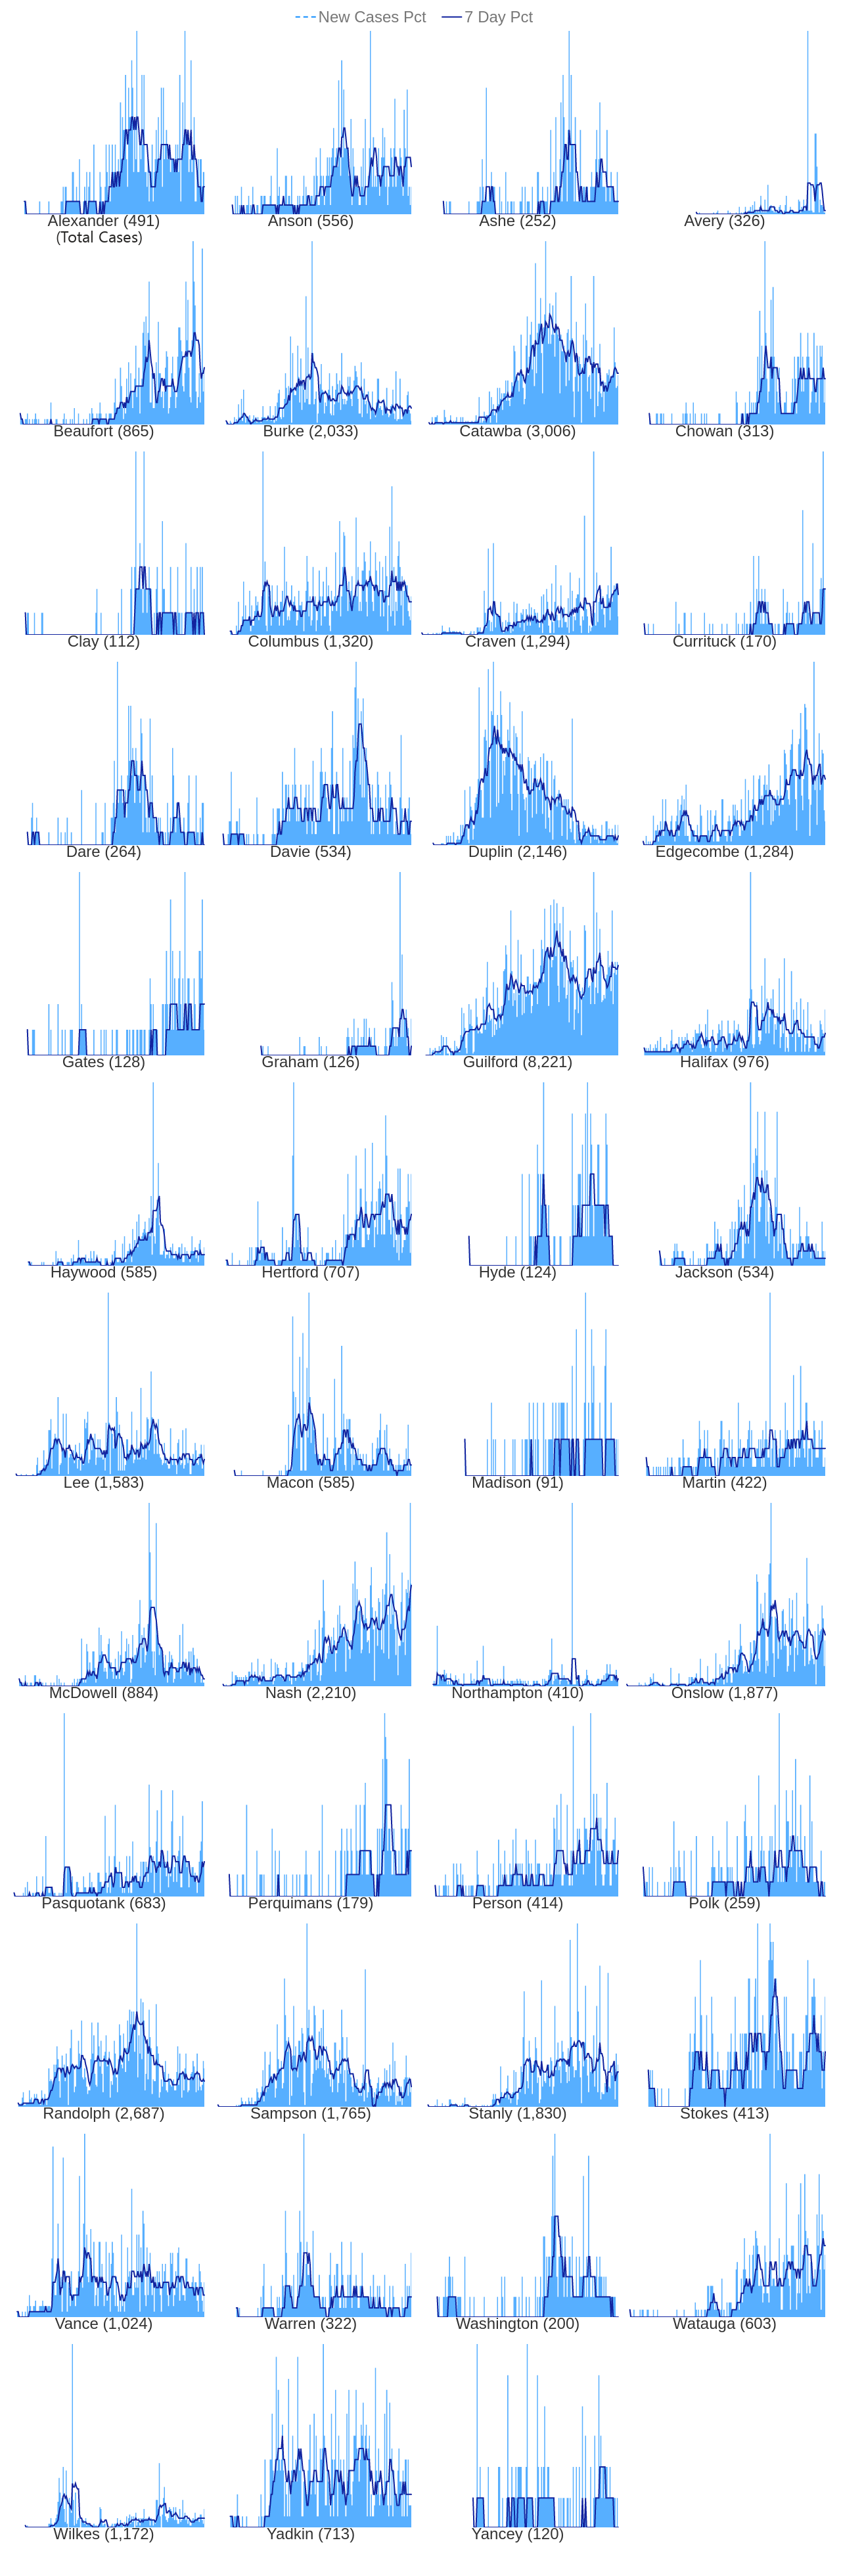 New Cases Pct 7 Day Pct
Alexander (491) Anson (556) Ashe (252) Avery (326)
(Total Cases)
Beaufort (865) Burke (2,033) Catawba (3,006) Chowan (313)
Clay (112) Columbus (1,320) Craven (1,294) Currituck (170)
Dare (264) Davie (534) Duplin (2,146) Edgecombe (1,284)
Gates (128) Graham (126) Guilford (8,221) Halifax (976)
Haywood (585) Hertford (707) Hyde (124) Jackson (534)
Lee (1,583) Macon (585) Madison (91) Martin (422)
McDowell (884) Nash (2,210) Northampton (410) Onslow (1,877)
Pasquotank (683) Perquimans (179) Person (414) Polk (259)
Randolph (2,687) Sampson (1,765) Stanly (1,830) Stokes (413)
Vance (1,024) Warren (322) Washington (200) Watauga (603)
Wilkes (1,172) Yadkin (713) Yancey (120)